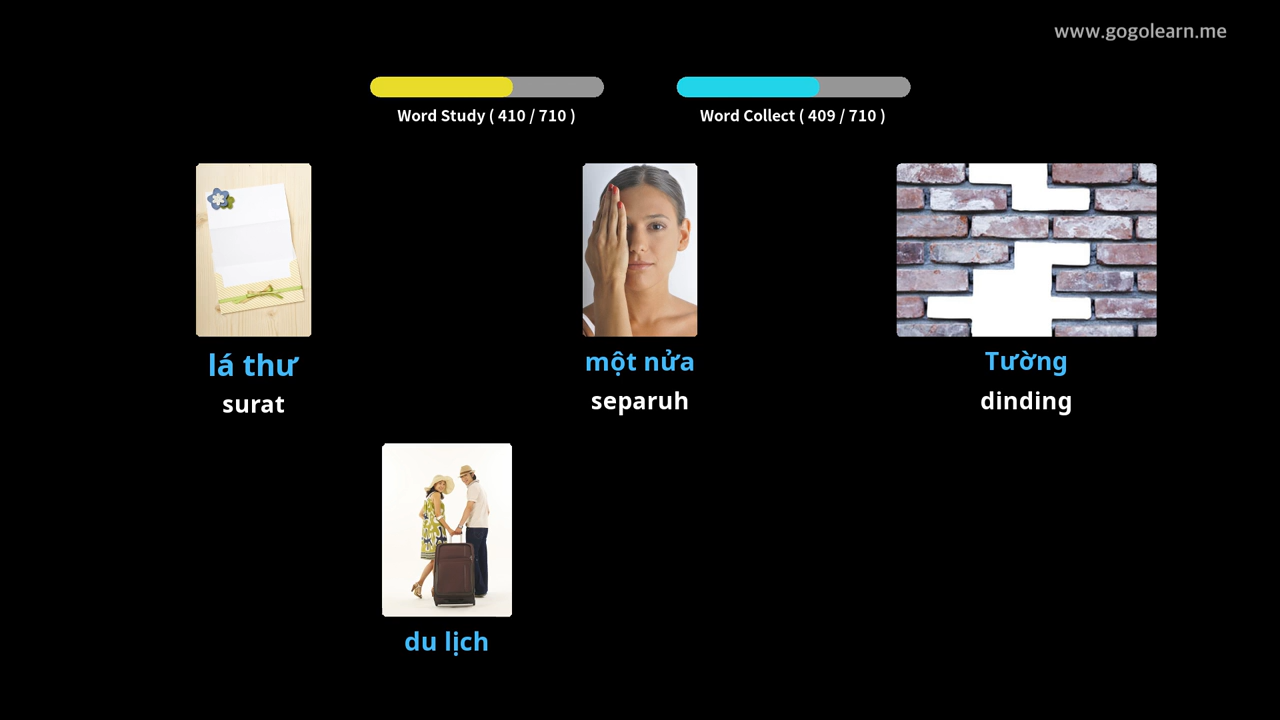 www.gogolearn.me
Word Study ( 410 / 710 )
Word Collect ( 409 / 710 )
lá thư
surat
một nửa
separuh
Tường
dinding
du lịch